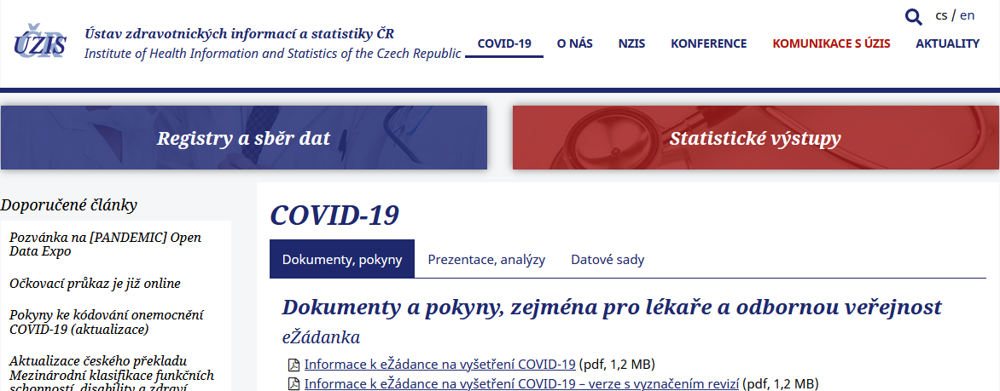 cs / en
ÚZIS
ČR
Ústav zdravotnických informací a statistiky ČR
Institute of Health Information and Statistics of the Czech Republic
COVID-19 O NÁS NZIS KONFERENCE KOMUNIKACE S ÚZIS AKTUALITY
Registry a sběr dat
Statistické výstupy
Doporučené články
Pozvánka na [PANDEMIC] Open
Data Expo
Očkovací průkaz je již online
Pokyny ke kódování onemocnění
COVID-19 (aktualizace)
Aktualizace českého překladu
Mezinárodní klasifikace funkčních
schopností, disability a zdraví
COVID-19
Dokumenty, pokyny Prezentace, analýzy Datové sady
Dokumenty a pokyny, zejména pro lékaře a odbornou veřejnost
eŽádanka
Informace k eŽádance na vyšetření COVID-19 (pdf, 1,2 MB)
Informace k eŽádance na vyšetření COVID-19 – verze s vyznačením revizí (pdf, 1,2 MB)